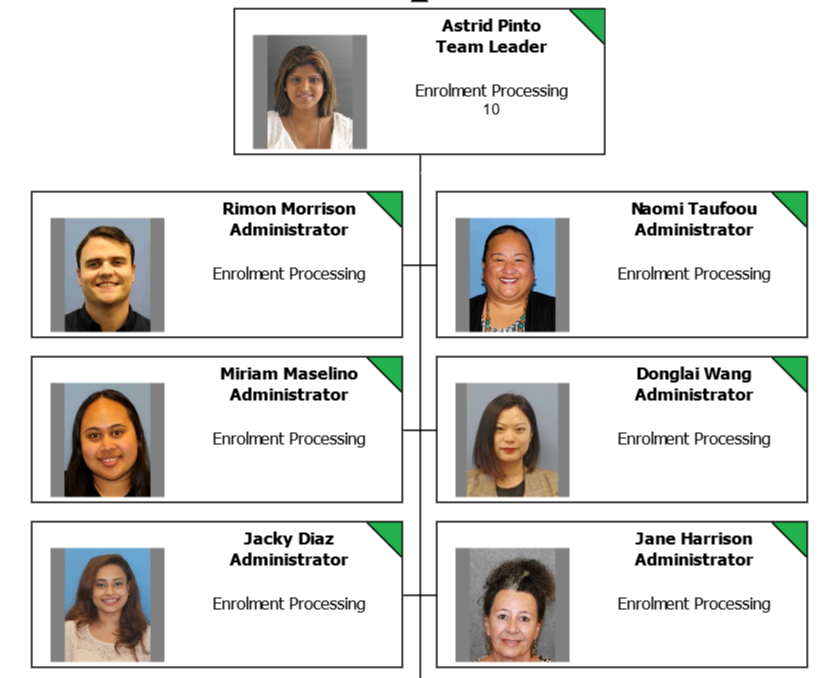 Astrid Pinto
Team Leader
Enrolment Processing
10
Rimon Morrison
Administrator
Enrolment Processing
Naomi Taufoou
Administrator
Enrolment Processing
Miriam Maselino
Administrator
Enrolment Processing
Donglai Wang
Administrator
Enrolment Processing
Jacky Diaz
Administrator
Enrolment Processing
Jane Harrison
Administrator
Enrolment Processing